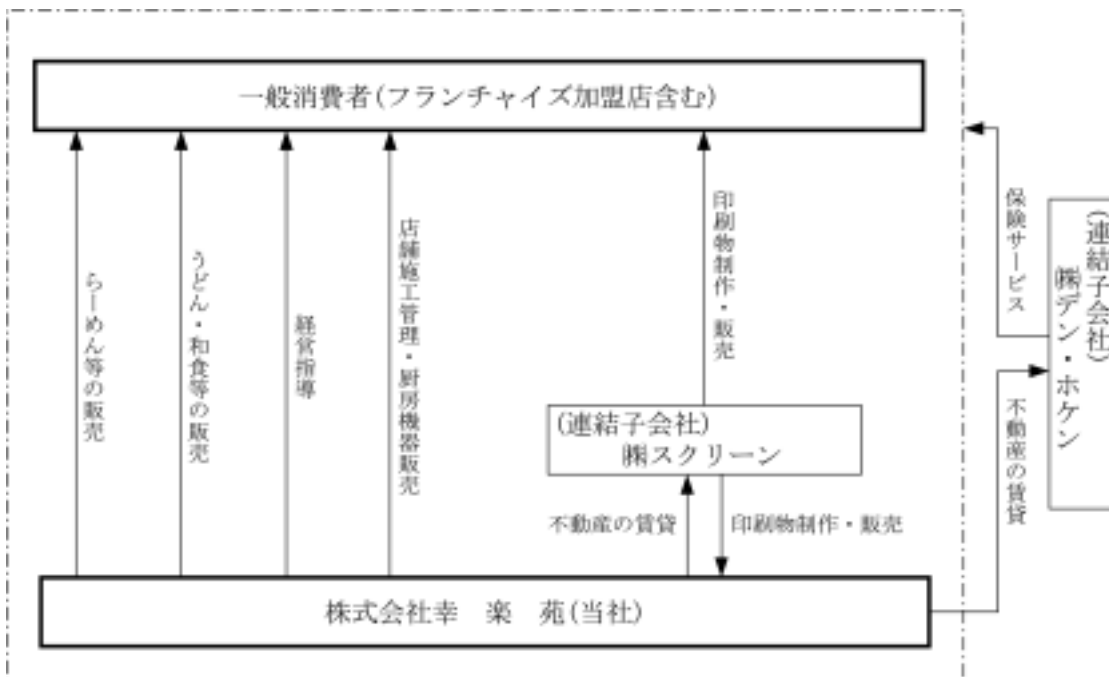 一般消費者(フランチャイズ加盟店含む)
らーめん等の販売
うどん・和食等の販売
経営指導
店舗施工管理・厨房機器販売
印刷物制作・販売
保険サービス
(連結子会社)
㈱デン・ホケン
(連結子会社)
㈱スクリーン
不動産の賃貸
印刷物制作・販売
不動産の賃貸
株式会社幸 楽 苑(当社)